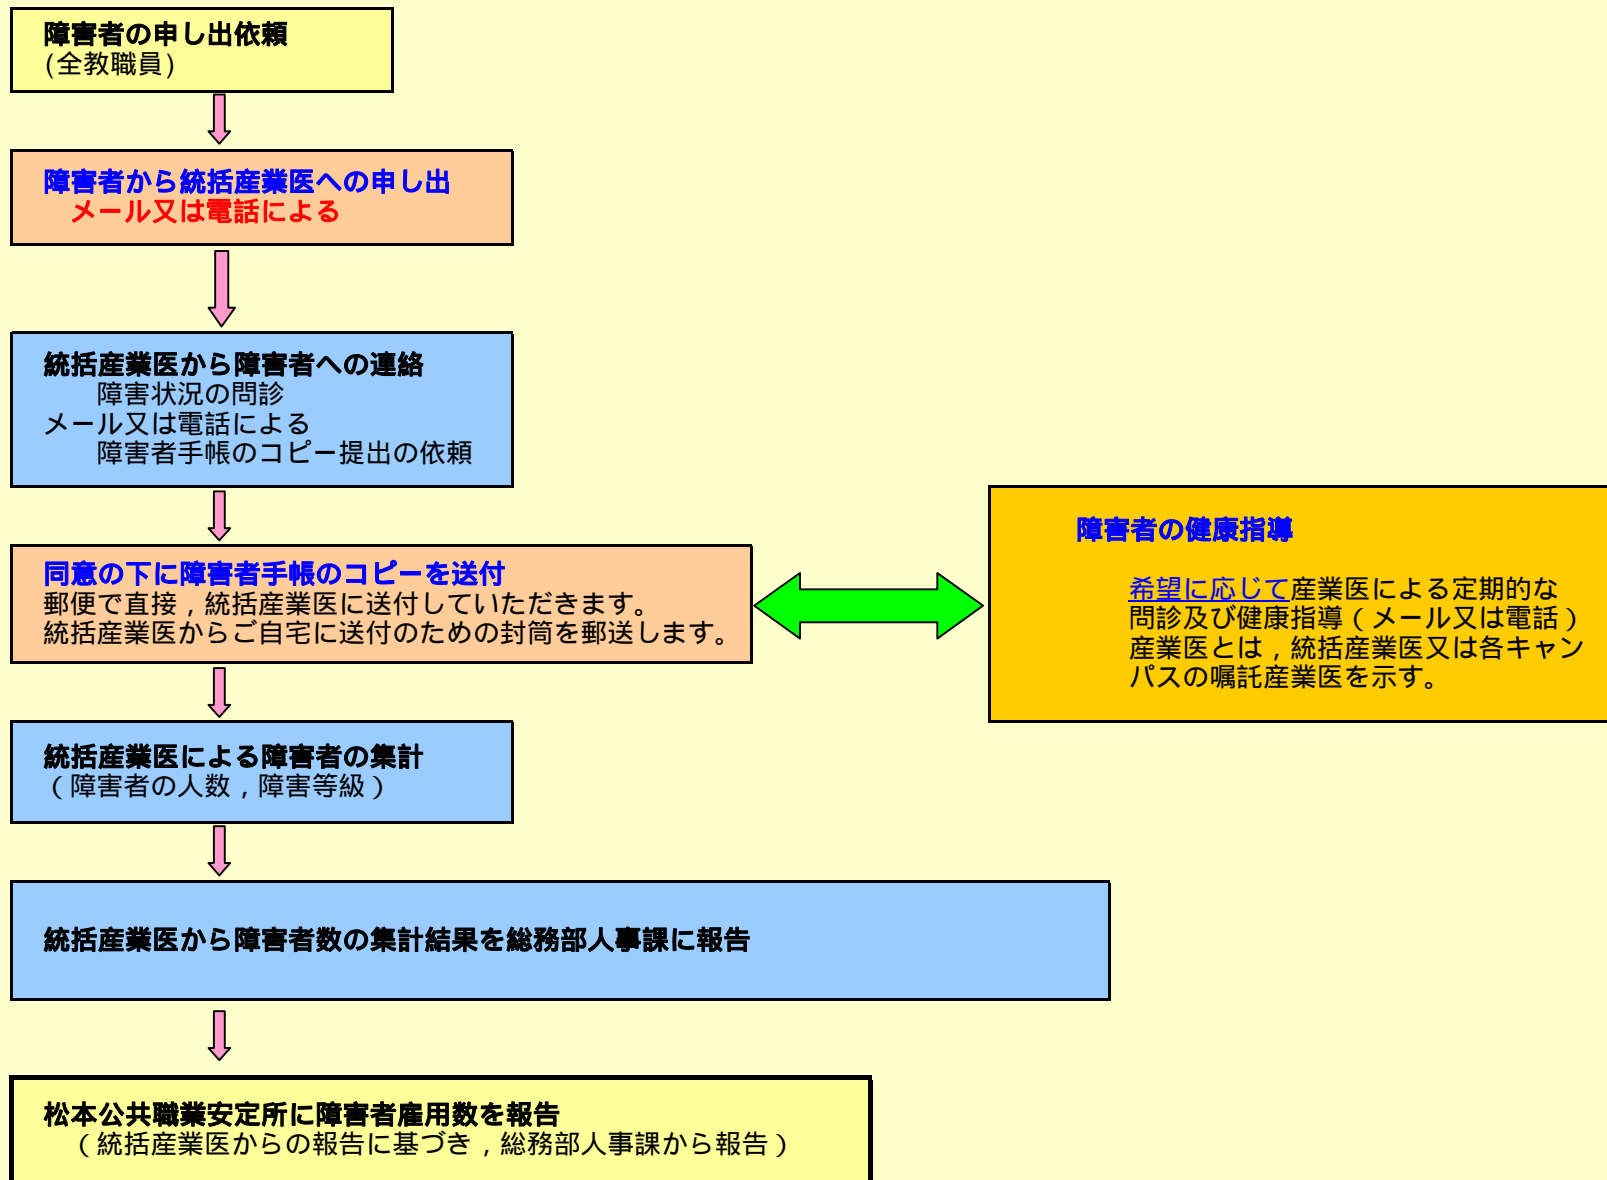 障害者の申し出依頼
(全教職員)
障害者から統括産業医への申し出
メール又は電話による
統括産業医から障害者への連絡
障害状況の問診
メール又は電話による
障害者手帳のコピー提出の依頼
同意の下に障害者手帳のコピーを送付
郵便で直接，統括産業医に送付していただきます。
統括産業医からご自宅に送付のための封筒を郵送します。
障害者の健康指導
希望に応じて産業医による定期的な
問診及び健康指導（メール又は電話）
産業医とは，統括産業医又は各キャン
パスの嘱託産業医を示す。
統括産業医による障害者の集計
（障害者の人数，障害等級）
統括産業医から障害者数の集計結果を総務部人事課に報告
松本公共職業安定所に障害者雇用数を報告
（統括産業医からの報告に基づき，総務部人事課から報告）